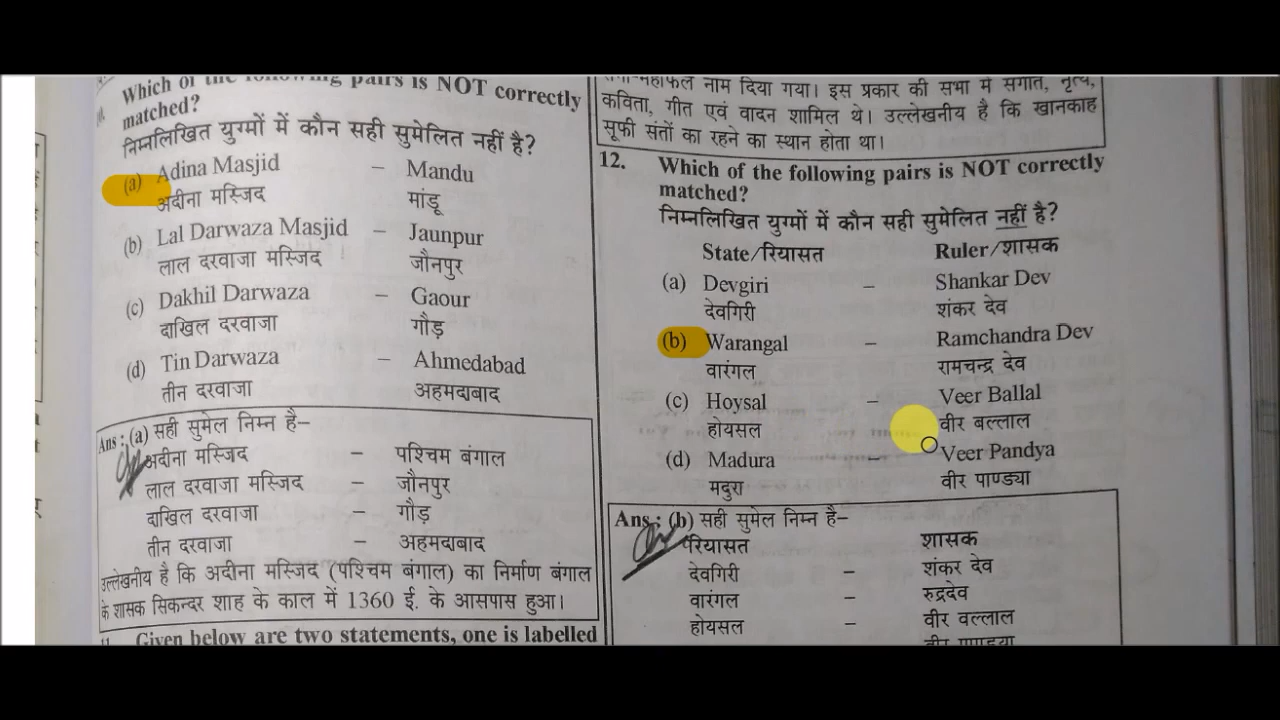 Which of the following pairs is NOT correctly
matched?
निम्नलिखित युग्मों में कौन सही सुमेलित नहीं है?
(a) Adina Masjid – Mandu
अदीना मस्जिद मांडू
(b) Lal Darwaza Masjid – Jaunpur
लाल दरवाजा मस्जिद जौनपुर
(c) Dakhil Darwaza – Gaour
दाखिल दरवाजा गौड़
(d) Tin Darwaza – Ahmedabad
तीन दरवाजा अहमदाबाद
Ans : (a) सही सुमेल निम्न है–
अदीना मस्जिद – पश्चिम बंगाल
लाल दरवाजा मस्जिद – जौनपुर
दाखिल दरवाजा – गौड़
तीन दरवाजा – अहमदाबाद
उल्लेखनीय है कि अदीना मस्जिद (पश्चिम बंगाल) का निर्माण बंगाल
के शासक सिकन्दर शाह के काल में 1360 ई. के आसपास हुआ।
Given below are two statements, one is labelled
नाम दिया गया। इस प्रकार की सभा में संगीत, नृत्य,
कविता, गीत एवं वादन शामिल थे। उल्लेखनीय है कि खानकाह
सूफी संतों का रहने का स्थान होता था।
12. Which of the following pairs is NOT correctly
matched?
निम्नलिखित युग्मों में कौन सही सुमेलित नहीं है?
State/रियासत Ruler/शासक
(a) Devgiri – Shankar Dev
देवगिरी शंकर देव
(b) Warangal – Ramchandra Dev
वारंगल रामचन्द्र देव
(c) Hoysal – Veer Ballal
होयसल वीर बल्लाल
(d) Madura – Veer Pandya
मदुरा वीर पाण्ड्या
Ans : (b) सही सुमेल निम्न है–
रियासत शासक
देवगिरी – शंकर देव
वारंगल – रुद्रदेव
होयसल – वीर वल्लाल